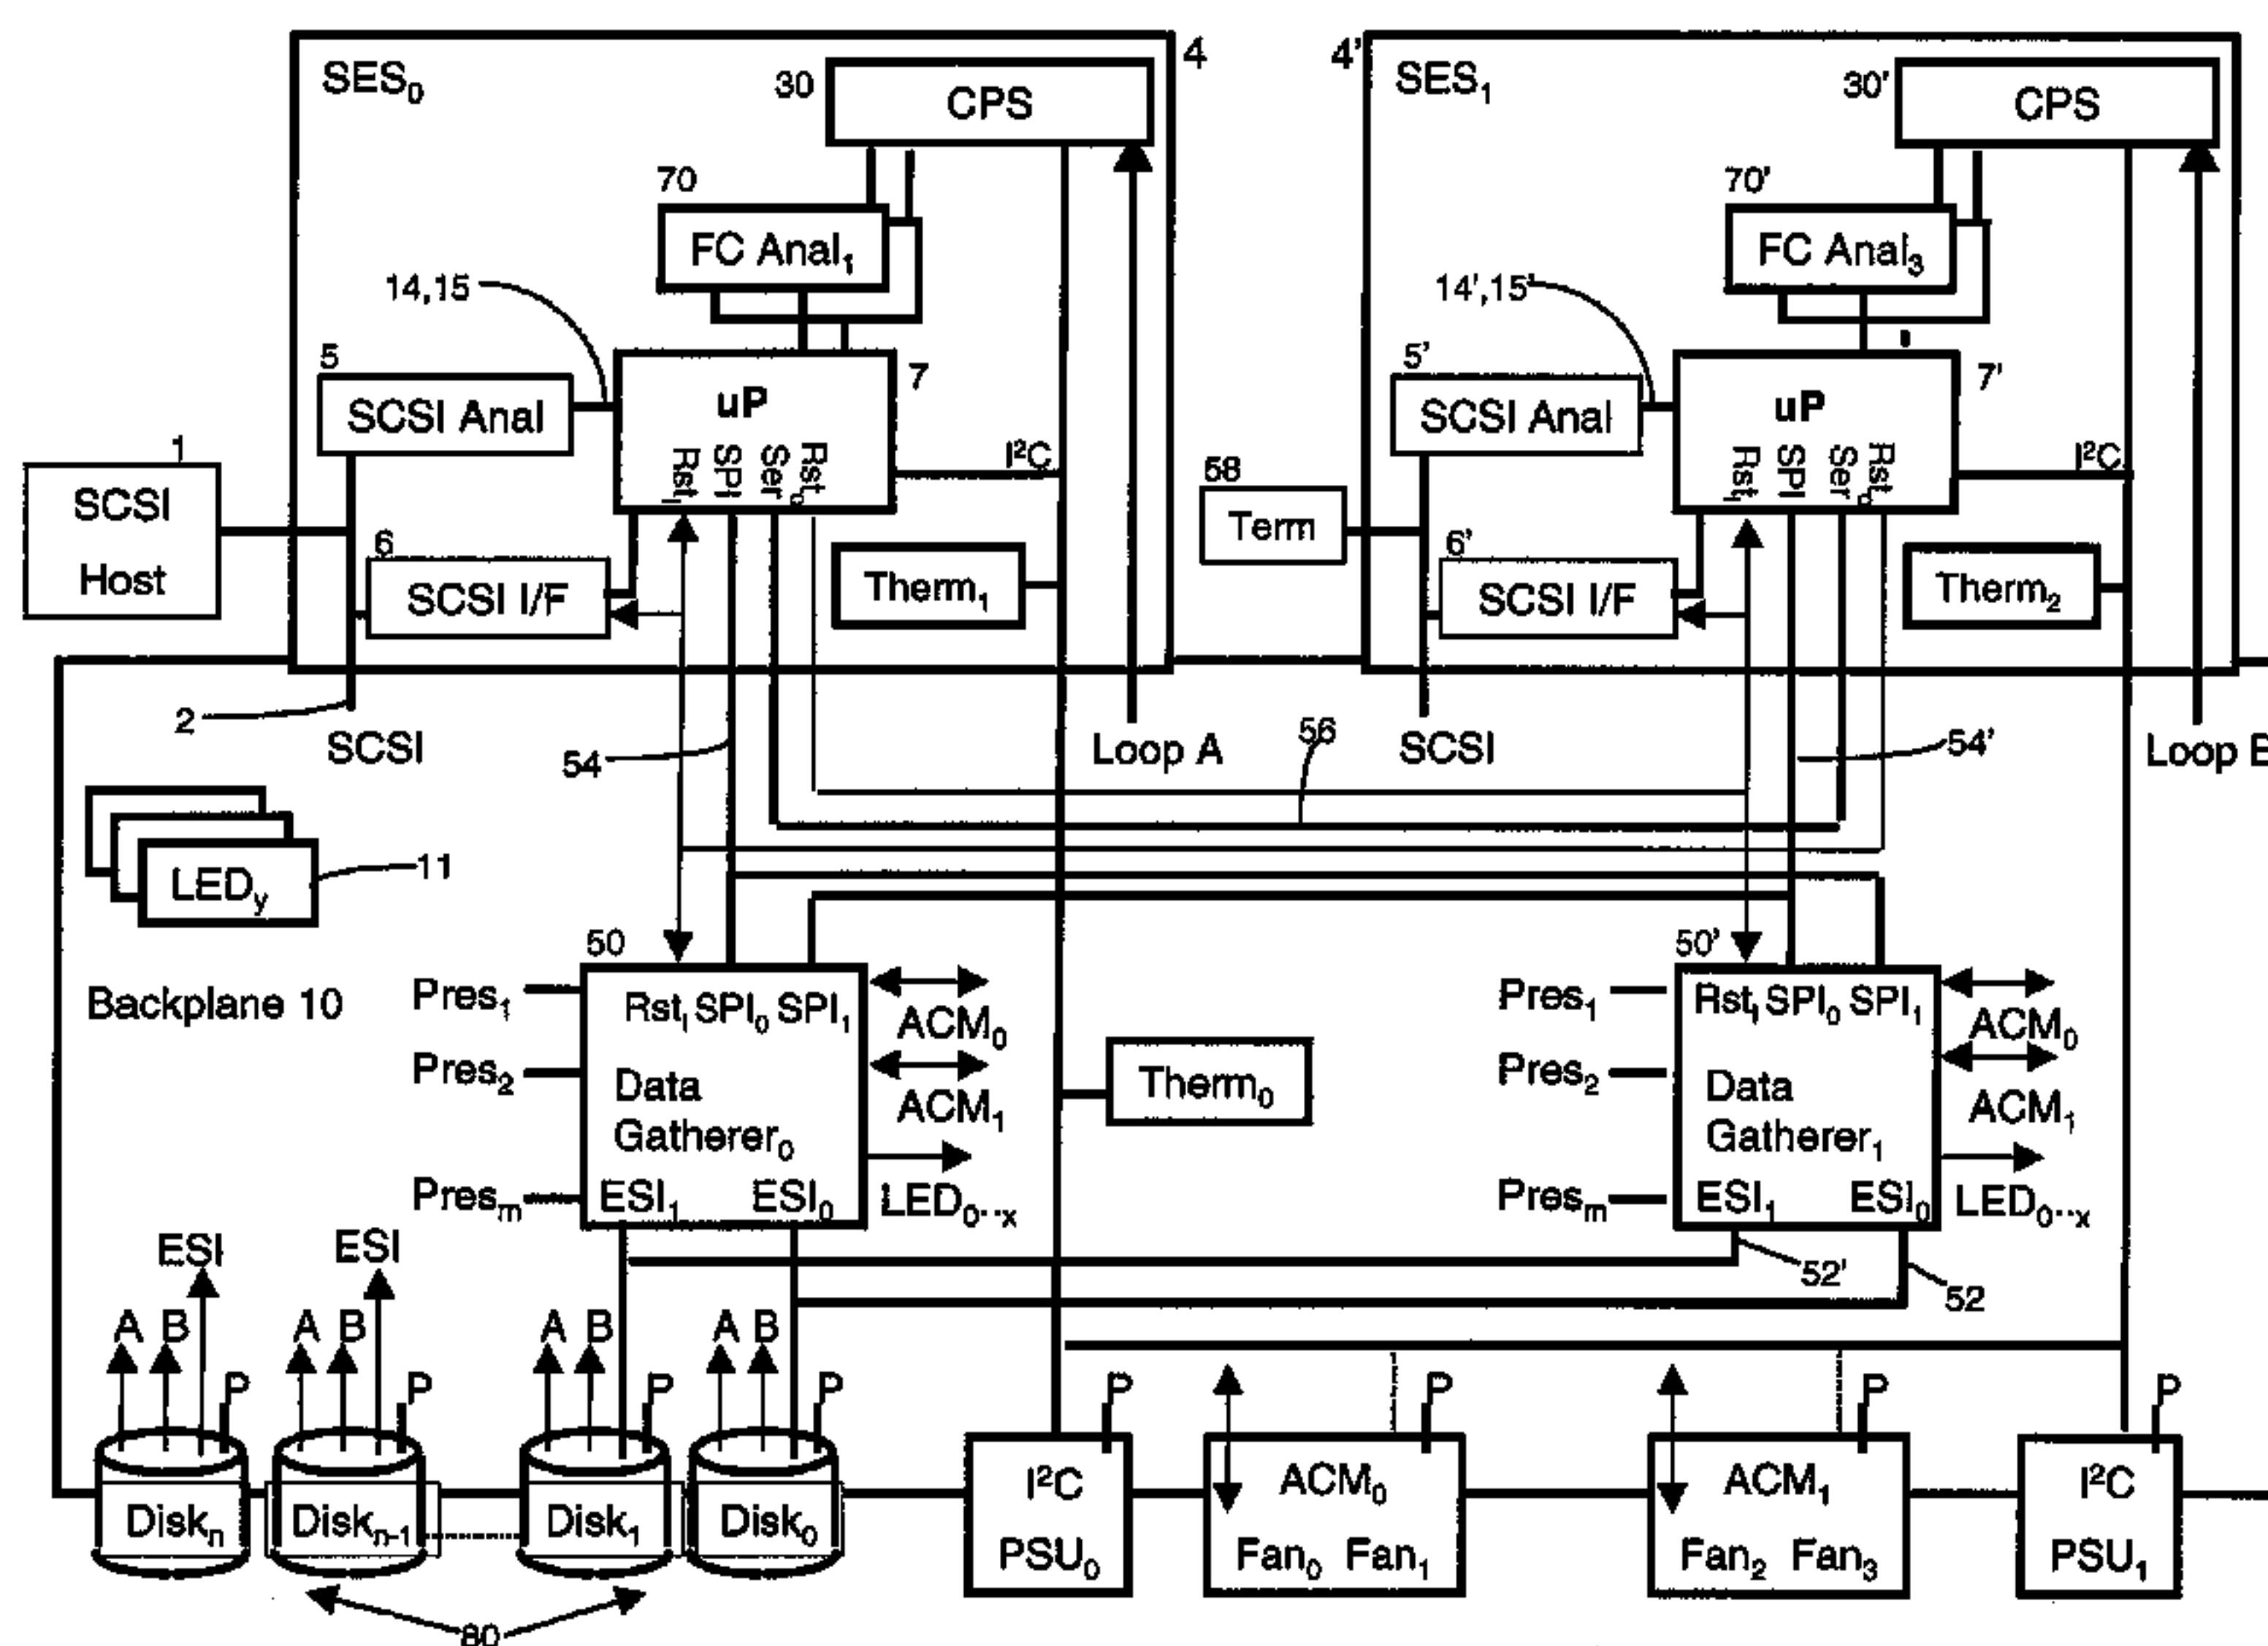 SES0
30
CPS
4
4'
SES1
30'
CPS
70
FC Anal1
70'
FC Anal3
14,15
14',15'
5
SCSI Anal
uP
7
5'
SCSI Anal
uP
7'
RstI SPI Ser Rsto
I²C
RstI SPI Ser Rsto
I²C
1
SCSI
Host
6
SCSI I/F
Therm1
58
Term
6'
SCSI I/F
Therm2
2
SCSI
54
Loop A
56
SCSI
54'
Loop B
LEDy
11
50
50'
Backplane 10
Pres1
RstI SPI0 SPI1
ACM0
Pres2
Data
Gatherer0
ACM1
Presm
ESI1 ESI0
LED0··x
Therm0
Pres1
RstI SPI0 SPI1
ACM0
Pres2
Data
Gatherer1
ACM1
Presm
ESI1 ESI0
LED0··x
52'
52
ESI
ESI
A B
A B
A B
A B
P
P
P
P
P
P
P
P
Diskn
Diskn-1
Disk1
Disk0
I²C
PSU0
ACM0
Fan0 Fan1
ACM1
Fan2 Fan3
I²C
PSU1
80